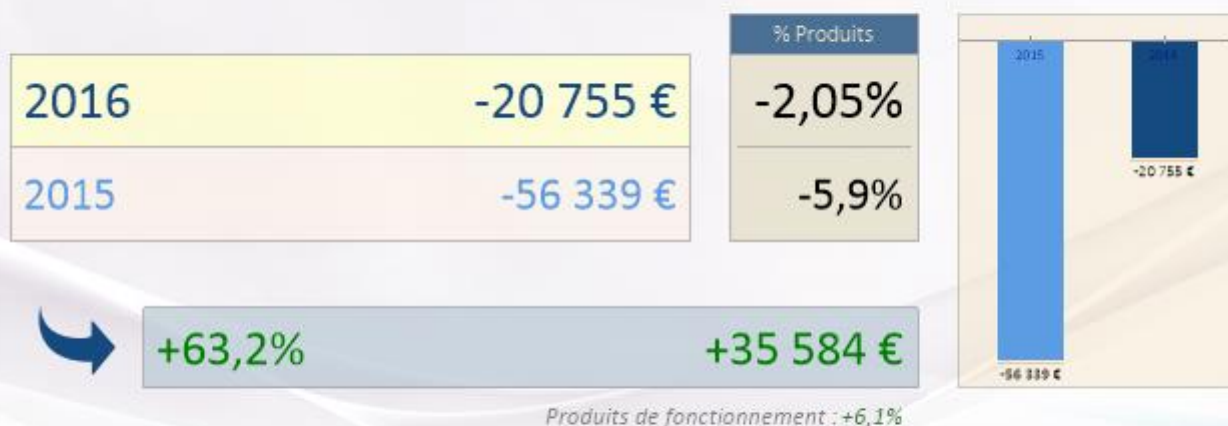 % Produits
2016 -20 755 € -2,05%
2015 -56 339 € -5,9%
+63,2% +35 584 €
Produits de fonctionnement : +6,1%
2015 2016
-20 755 €
-56 339 €